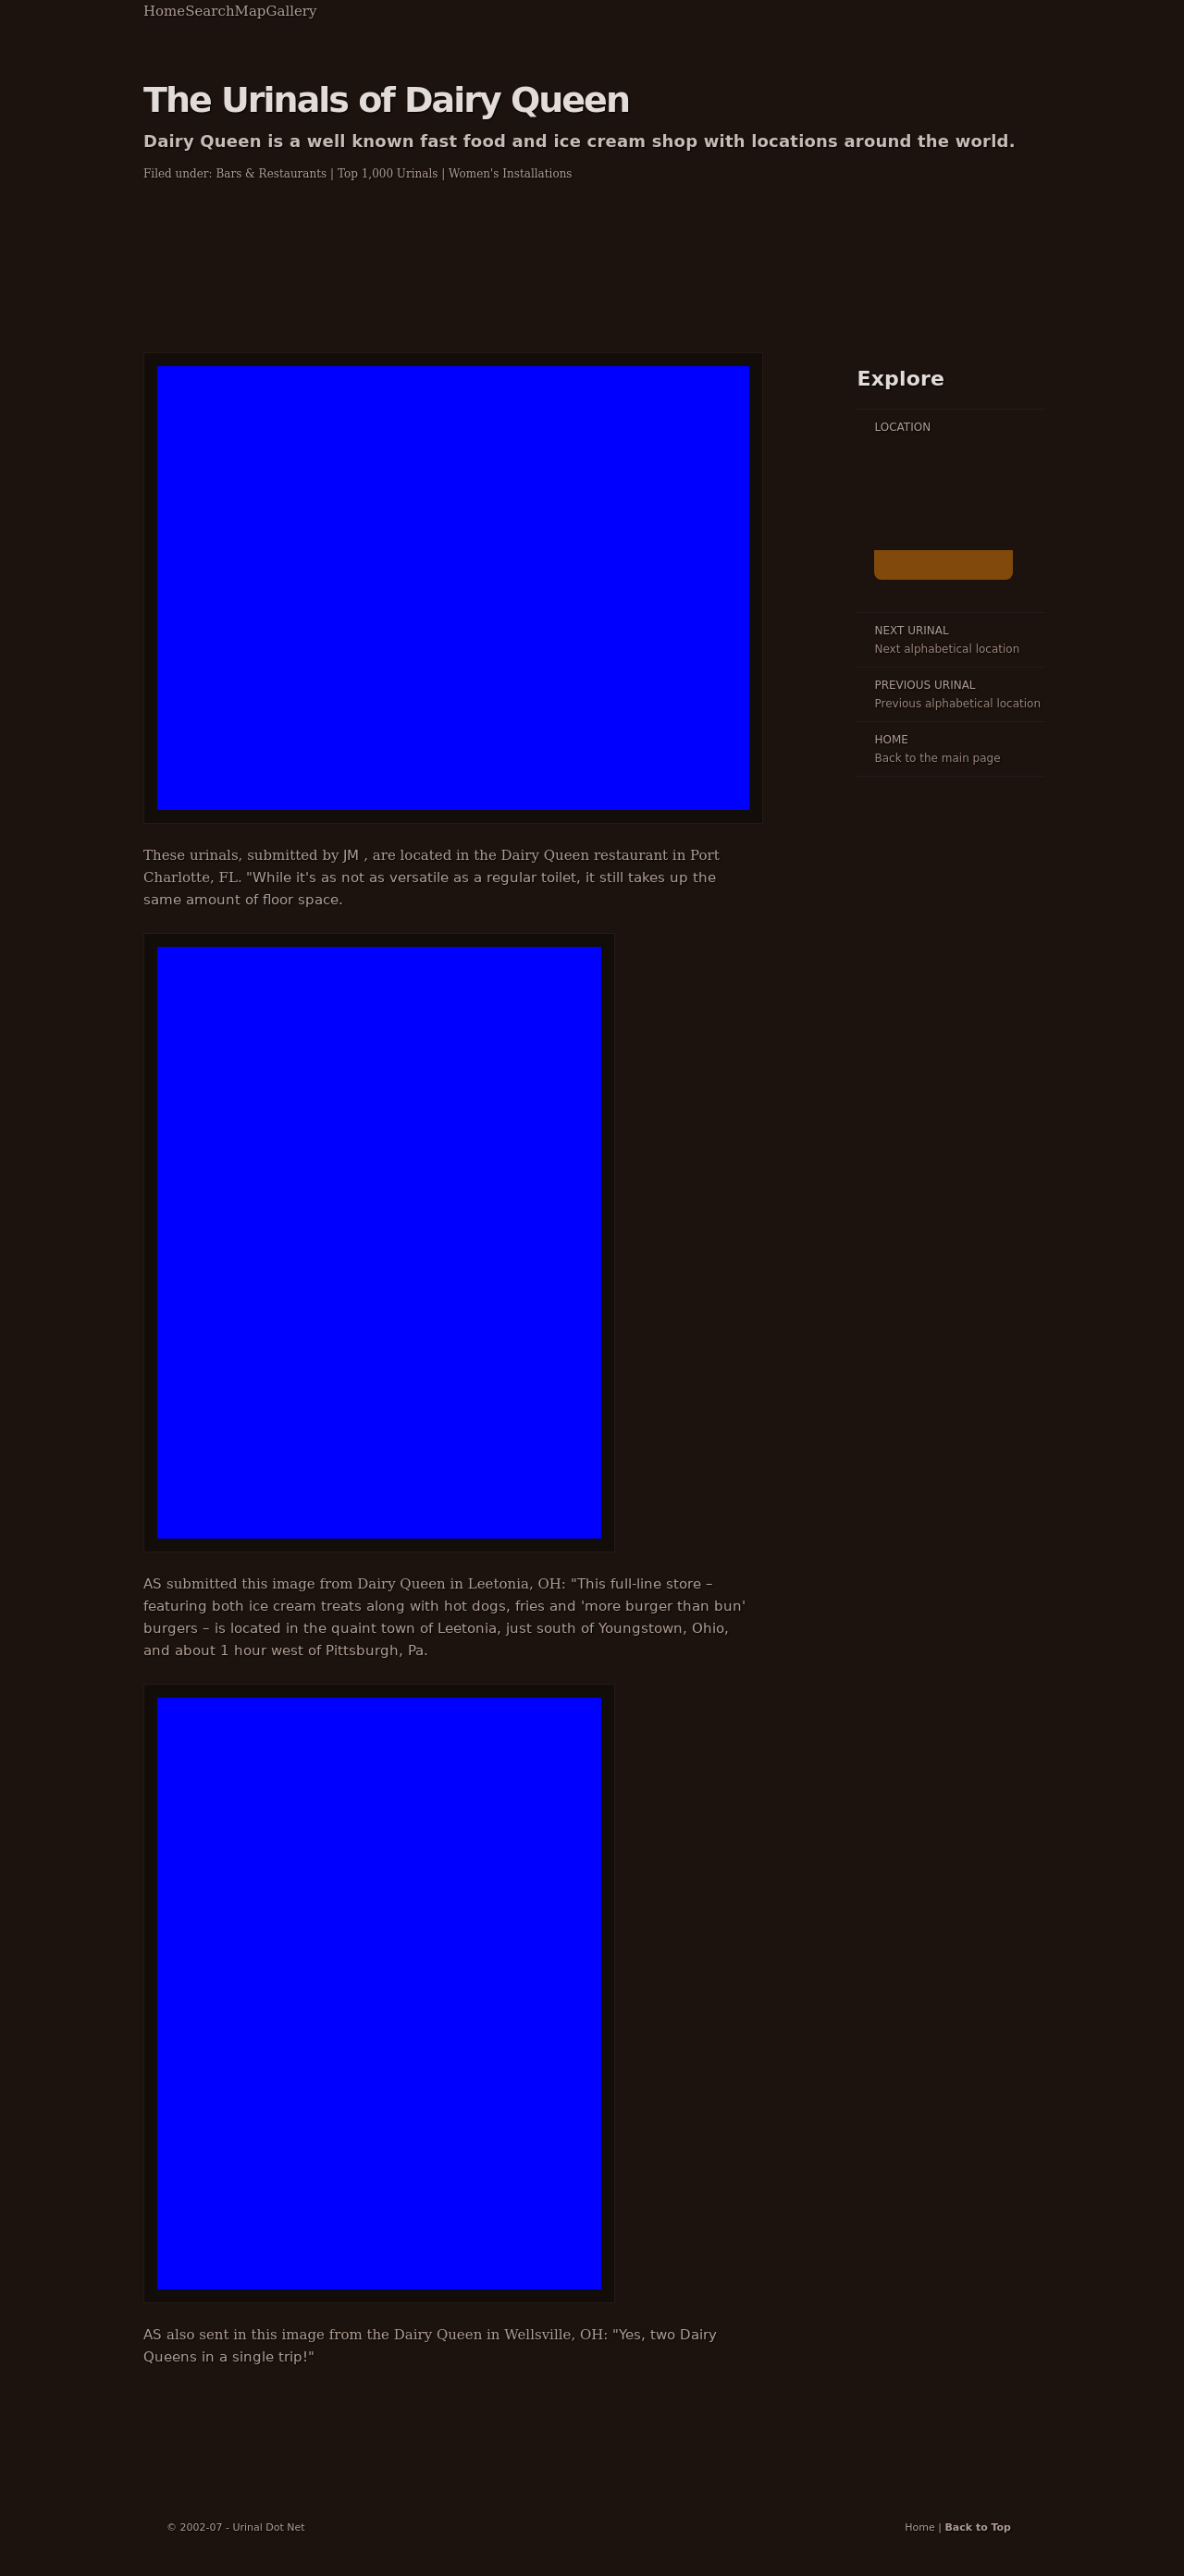 HomeSearchMapGallery
The Urinals of Dairy Queen
Dairy Queen is a well known fast food and ice cream shop with locations around the world.
Filed under: Bars & Restaurants | Top 1,000 Urinals | Women's Installations
Explore
LOCATION
NEXT URINAL
Next alphabetical location
PREVIOUS URINAL
Previous alphabetical location
HOME
Back to the main page
These urinals, submitted by JM , are located in the Dairy Queen restaurant in Port
Charlotte, FL. "While it's as not as versatile as a regular toilet, it still takes up the
same amount of floor space.
AS submitted this image from Dairy Queen in Leetonia, OH: "This full-line store –
featuring both ice cream treats along with hot dogs, fries and 'more burger than bun'
burgers – is located in the quaint town of Leetonia, just south of Youngstown, Ohio,
and about 1 hour west of Pittsburgh, Pa.
AS also sent in this image from the Dairy Queen in Wellsville, OH: "Yes, two Dairy
Queens in a single trip!"
© 2002-07 - Urinal Dot Net
Home | Back to Top